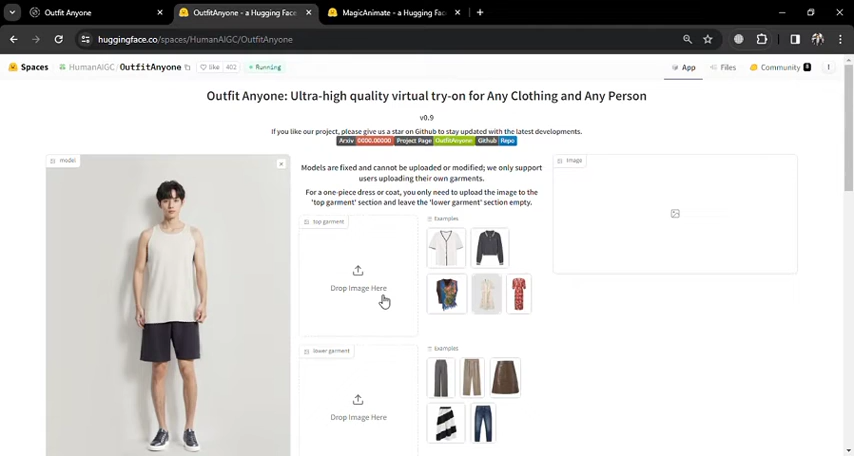 Outfit Anyone
OutfitAnyone - a Hugging Face
MagicAnimate - a Hugging Fac
huggingface.co/spaces/HumanAIGC/OutfitAnyone
Spaces
HumanAIGC/OutfitAnyone
like 402
Running
App
Files
Community
Outfit Anyone: Ultra-high quality virtual try-on for Any Clothing and Any Person
v0.9
If you like our project, please give us a star on Github to stay updated with the latest developments.
Arxiv 0000.00000 Project Page OutfitAnyone Github Repo
model
Models are fixed and cannot be uploaded or modified; we only support
users uploading their own garments.
For a one-piece dress or coat, you only need to upload the image to the
'top garment' section and leave the 'lower garment' section empty.
top garment
Drop Image Here
Examples
lower garment
Drop Image Here
Examples
Image